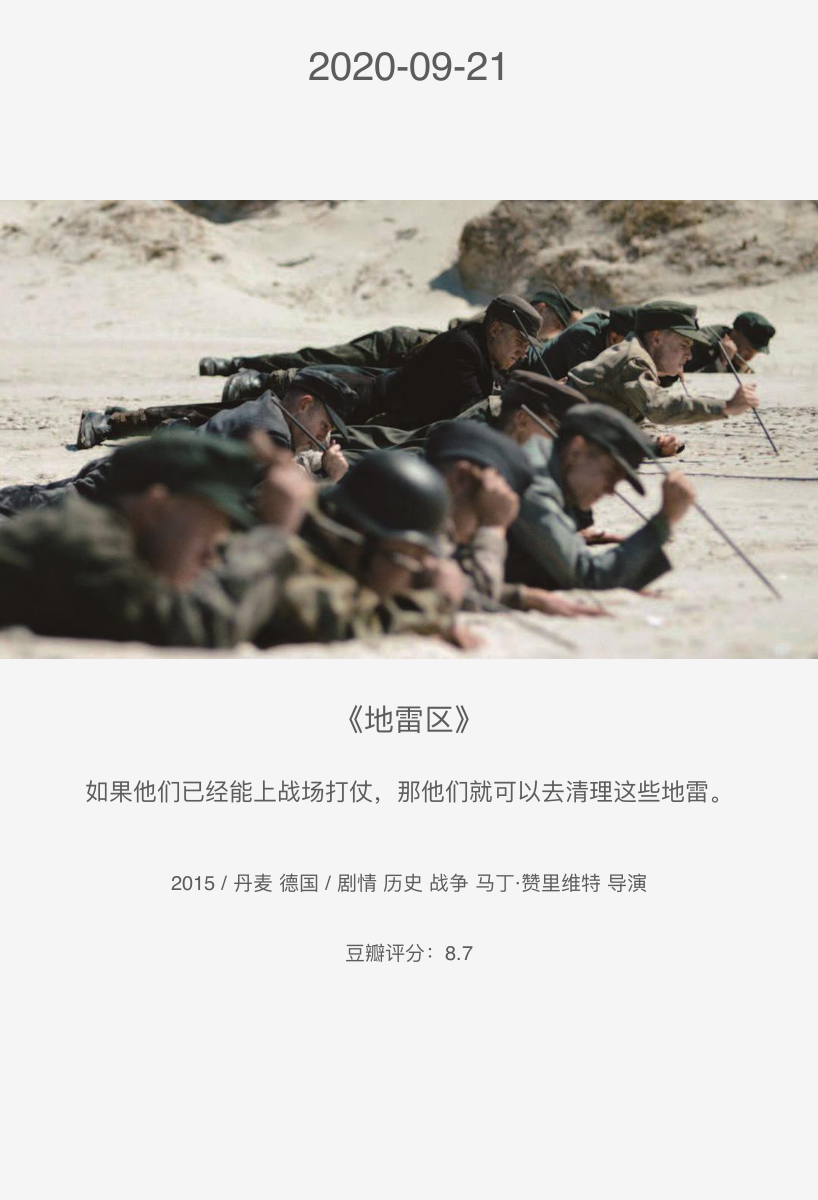 2020-09-21
《地雷区》
如果他们已经能上战场打仗，那他们就可以去清理这些地雷。
2015 / 丹麦 德国 / 剧情 历史 战争 马丁·赞里维特 导演
豆瓣评分：8.7